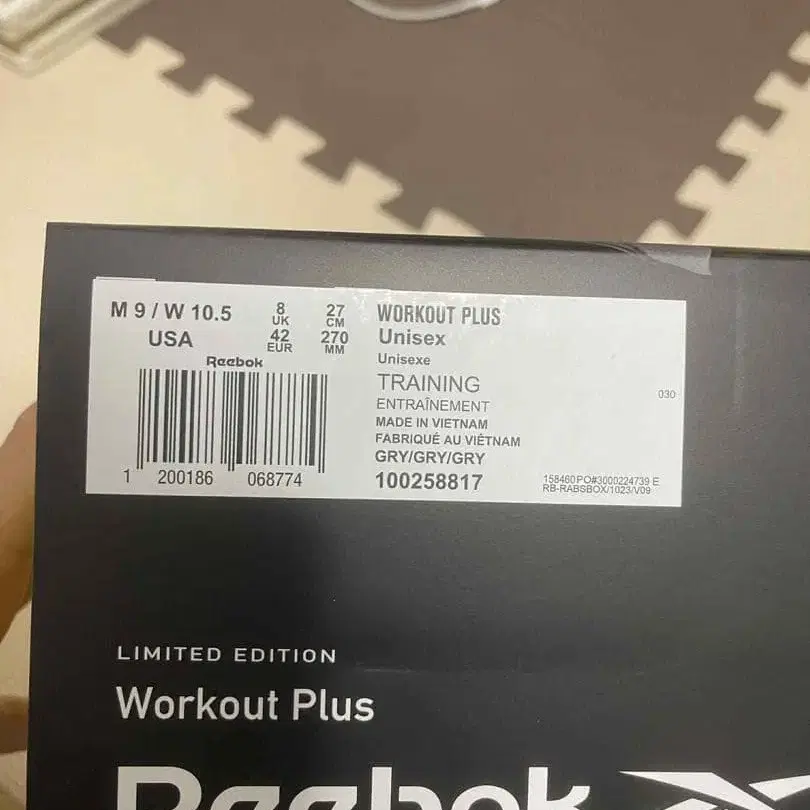 M 9 / W 10.5
USA
8
UK
42
EUR
27
CM
270
MM
Reebok
1 200186 068774
WORKOUT PLUS
Unisex
Unisexe
TRAINING
ENTRAÎNEMENT
MADE IN VIETNAM
FABRIQUÉ AU VIÊTNAM
GRY/GRY/GRY
100258817
030
158460PO#3000224739 E
RB-RABSBOX/1023/V09
LIMITED EDITION
Workout Plus
Reebok